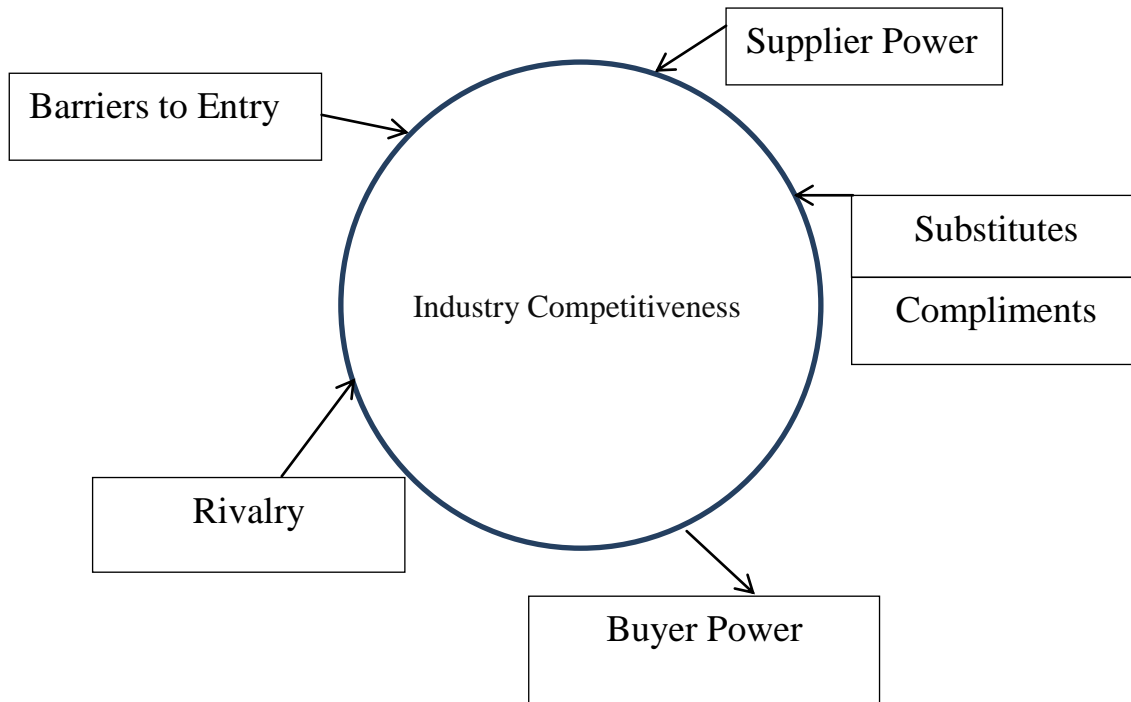 Supplier Power
Barriers to Entry
Substitutes
Compliments
Industry Competitiveness
Rivalry
Buyer Power